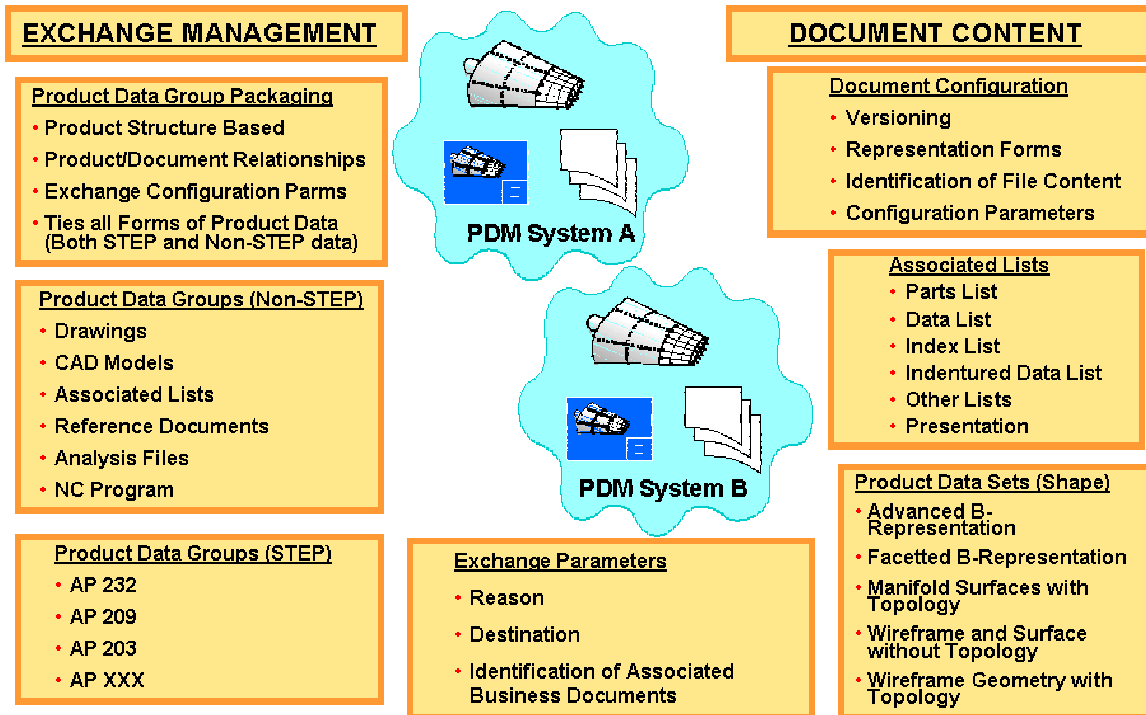 EXCHANGE MANAGEMENT
Product Data Group Packaging
• Product Structure Based
• Product/Document Relationships
• Exchange Configuration Parms
• Ties all Forms of Product Data
(Both STEP and Non-STEP data)
Product Data Groups (Non-STEP)
• Drawings
• CAD Models
• Associated Lists
• Reference Documents
• Analysis Files
• NC Program
Product Data Groups (STEP)
• AP 232
• AP 209
• AP 203
• AP XXX
PDM System A
PDM System B
Exchange Parameters
• Reason
• Destination
• Identification of Associated
Business Documents
DOCUMENT CONTENT
Document Configuration
• Versioning
• Representation Forms
• Identification of File Content
• Configuration Parameters
Associated Lists
• Parts List
• Data List
• Index List
• Indentured Data List
• Other Lists
• Presentation
Product Data Sets (Shape)
• Advanced B-
Representation
• Facetted B-Representation
• Manifold Surfaces with
Topology
• Wireframe and Surface
without Topology
• Wireframe Geometry with
Topology